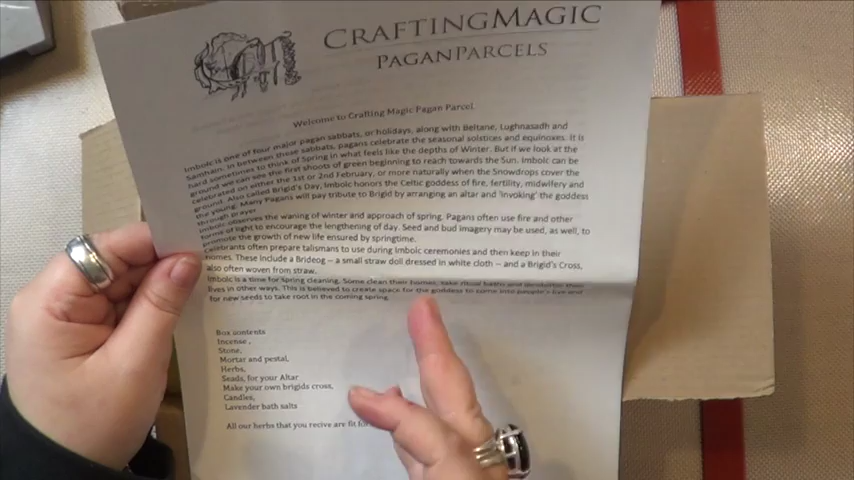 CRAFTINGMAGIC
PAGANPARCELS
Welcome to Crafting Magic Pagan Parcel.
Imbolc is one of four major pagan sabbats, or holidays, along with Beltane, Lughnasadh and
Samhain. In between these sabbats, pagans celebrate the seasonal solstices and equinoxes. It is
hard sometimes to think of Spring in what feels like the depths of Winter. But if we look at the
ground we can see the first shoots of green beginning to reach towards the Sun. Imbolc can be
celebrated on either the 1st or 2nd February, or more naturally when the Snowdrops cover the
ground. Also called Brigid's Day, Imbolc honors the Celtic goddess of fire, fertility, midwifery and
the young. Many Pagans will pay tribute to Brigid by arranging an altar and 'invoking' the goddess
through prayer
Imbolc observes the waning of winter and approach of spring. Pagans often use fire and other
forms of light to encourage the lengthening of day. Seed and bud imagery may be used, as well, to
promote the growth of new life ensured by springtime.
Celebrants often prepare talismans to use during Imbolc ceremonies and then keep in their
homes. These include a Brideog – a small straw doll dressed in white cloth – and a Brigid's Cross,
also often woven from straw.
Imbolc is a time for Spring cleaning. Some clean their homes, take ritual baths and declutter their
lives in other ways. This is believed to create space for the goddess to come into people's live and
for new seeds to take root in the coming spring.
Box contents
Incense ,
Stone,
Mortar and pestal,
Herbs,
Seads, for your Altar
Make your own brigids cross,
Candles,
Lavender bath salts
All our herbs that you recive are fit for